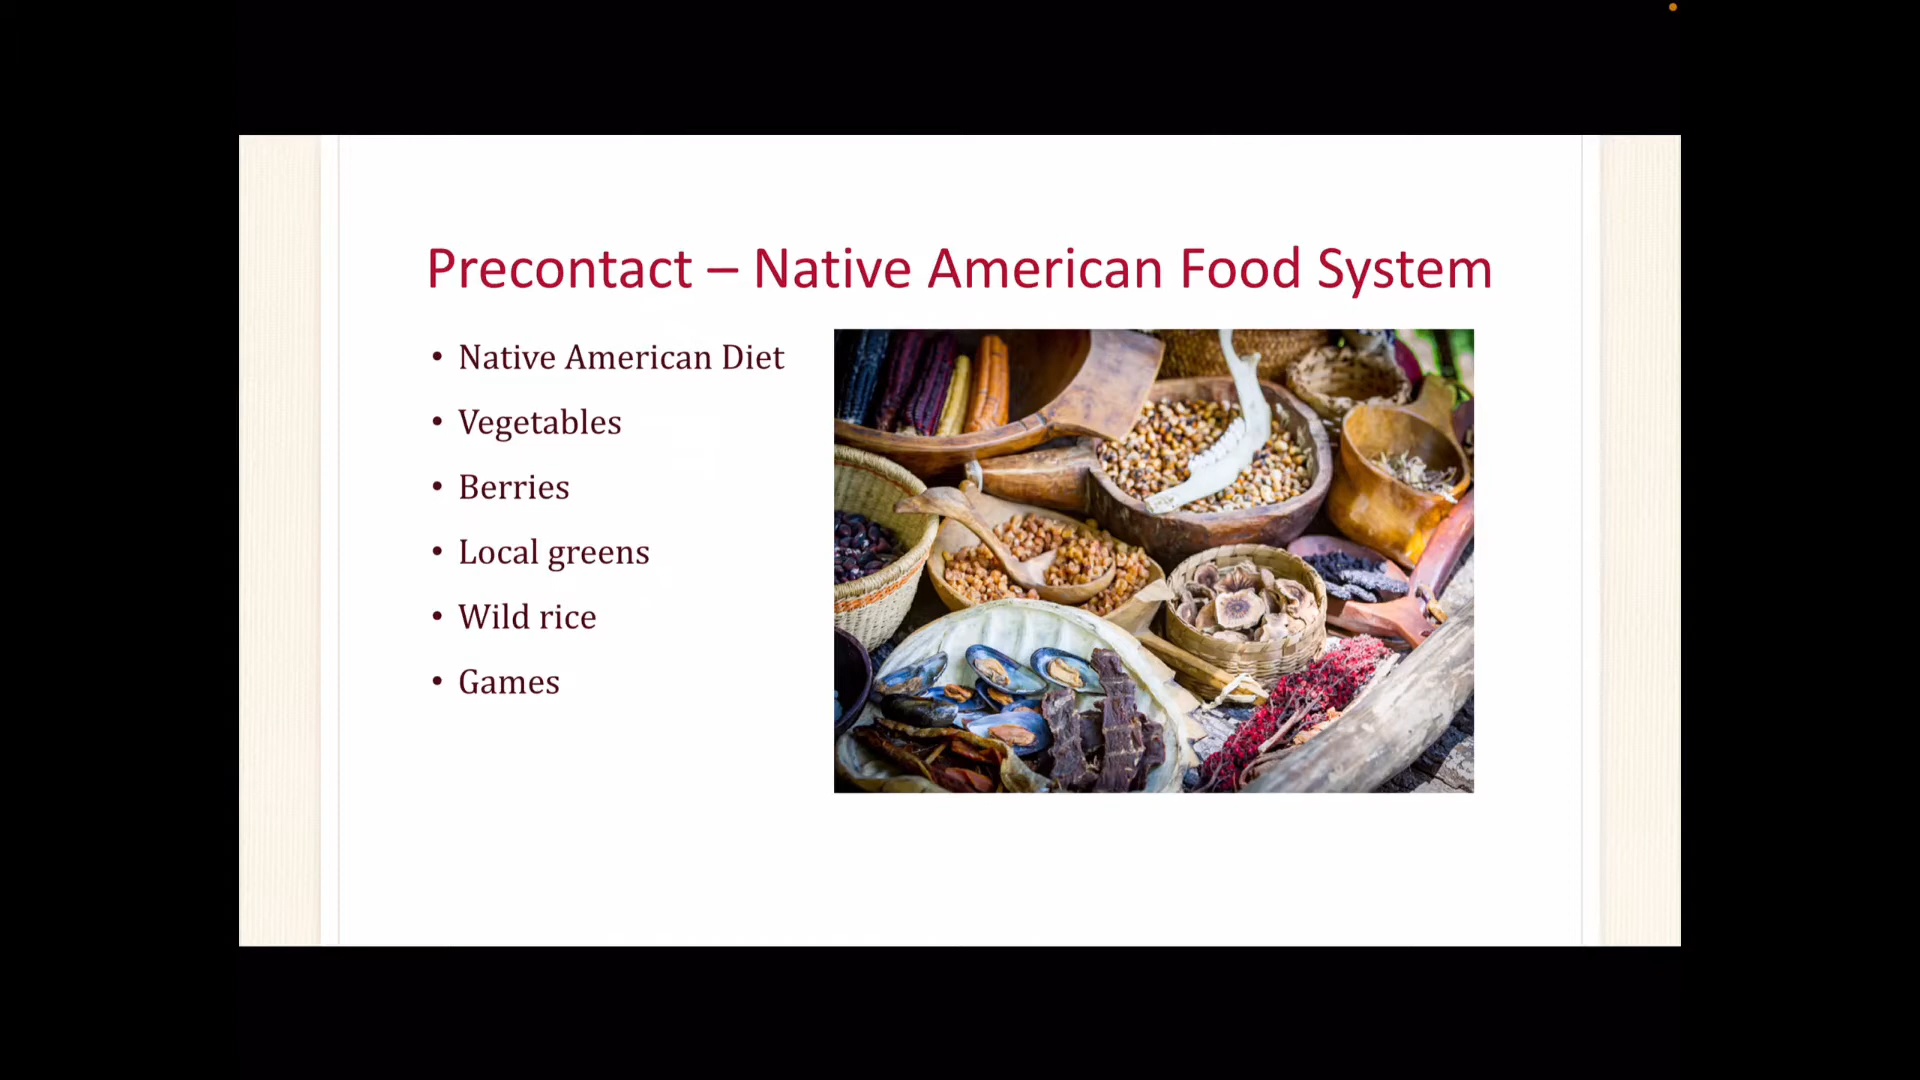 Precontact – Native American Food System
• Native American Diet
• Vegetables
• Berries
• Local greens
• Wild rice
• Games